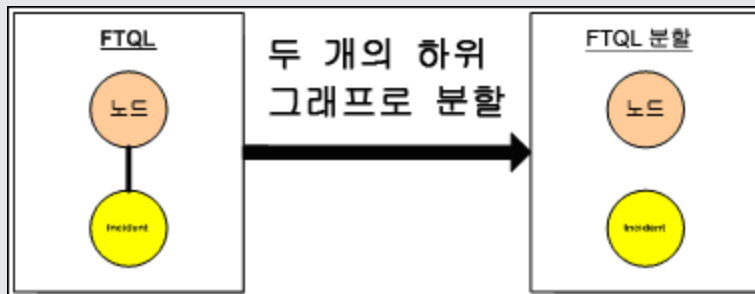 FTQL
두 개의 하위
그래프로 분할
FTQL 분할
노드
Incident
노드
Incident